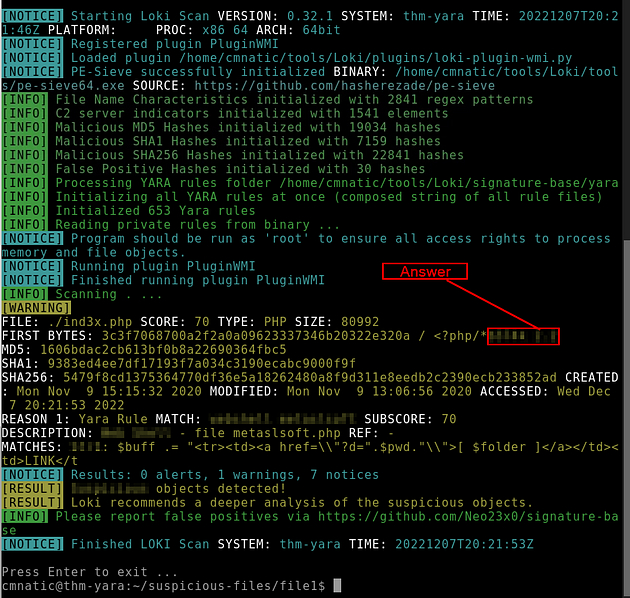 [NOTICE] Starting Loki Scan VERSION: 0.32.1 SYSTEM: thm-yara TIME: 20221207T20:2
1:46Z PLATFORM:     PROC: x86_64 ARCH: 64bit
[NOTICE] Registered plugin PluginWMI
[NOTICE] Loaded plugin /home/cmnatic/tools/Loki/plugins/loki-plugin-wmi.py
[NOTICE] PE-Sieve successfully initialized BINARY: /home/cmnatic/tools/Loki/tool
s/pe-sieve64.exe SOURCE: https://github.com/hasherezade/pe-sieve
[INFO] File Name Characteristics initialized with 2841 regex patterns
[INFO] C2 server indicators initialized with 1541 elements
[INFO] Malicious MD5 Hashes initialized with 19034 hashes
[INFO] Malicious SHA1 Hashes initialized with 7159 hashes
[INFO] Malicious SHA256 Hashes initialized with 22841 hashes
[INFO] False Positive Hashes initialized with 30 hashes
[INFO] Processing YARA rules folder /home/cmnatic/tools/Loki/signature-base/yara
[INFO] Initializing all YARA rules at once (composed string of all rule files)
[INFO] Initialized 653 Yara rules
[INFO] Reading private rules from binary ...
[NOTICE] Program should be run as 'root' to ensure all access rights to process
memory and file objects.
[NOTICE] Running plugin PluginWMI
[NOTICE] Finished running plugin PluginWMI
Answer
[INFO] Scanning . ...
[WARNING]
FILE: ./ind3x.php SCORE: 70 TYPE: PHP SIZE: 80992
FIRST BYTES: 3c3f7068700a2f2a0a09623337346b20322e320a / <?php/*
MD5: 1606bdac2cb613bf0b8a22690364fbc5
SHA1: 9383ed4ee7df17193f7a034c3190ecabc9000f9f
SHA256: 5479f8cd1375364770df36e5a18262480a8f9d311e8eedb2c2390ecb233852ad CREATED
: Mon Nov  9 15:15:32 2020 MODIFIED: Mon Nov  9 13:06:56 2020 ACCESSED: Wed Dec
 7 20:21:53 2022
REASON 1: Yara Rule MATCH: SUBSCORE: 70
DESCRIPTION: - file metaslsoft.php REF: -
MATCHES: : $buff .= "<tr><td><a href=\\"?d=".$pwd."\\">[ $folder ]</a></td><
td>LINK</t
[NOTICE] Results: 0 alerts, 1 warnings, 7 notices
[RESULT] objects detected!
[RESULT] Loki recommends a deeper analysis of the suspicious objects.
[INFO] Please report false positives via https://github.com/Neo23x0/signature-ba
se
[NOTICE] Finished LOKI Scan SYSTEM: thm-yara TIME: 20221207T20:21:53Z
Press Enter to exit ...
cmnatic@thm-yara:~/suspicious-files/file1$